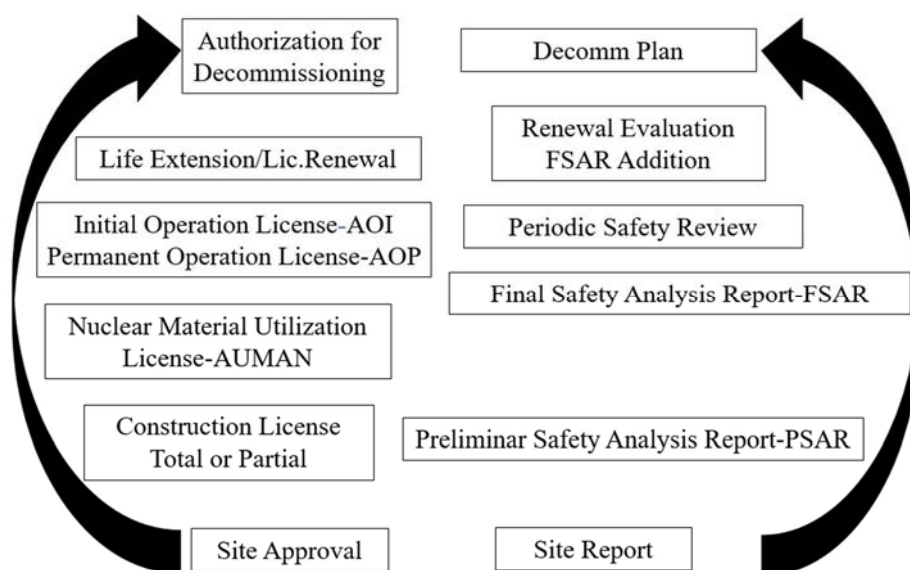 Authorization for
Decommissioning
Decomm Plan
Life Extension/Lic.Renewal
Renewal Evaluation
FSAR Addition
Initial Operation License-AOI
Permanent Operation License-AOP
Periodic Safety Review
Final Safety Analysis Report-FSAR
Nuclear Material Utilization
License-AUMAN
Construction License
Total or Partial
Preliminar Safety Analysis Report-PSAR
Site Approval
Site Report